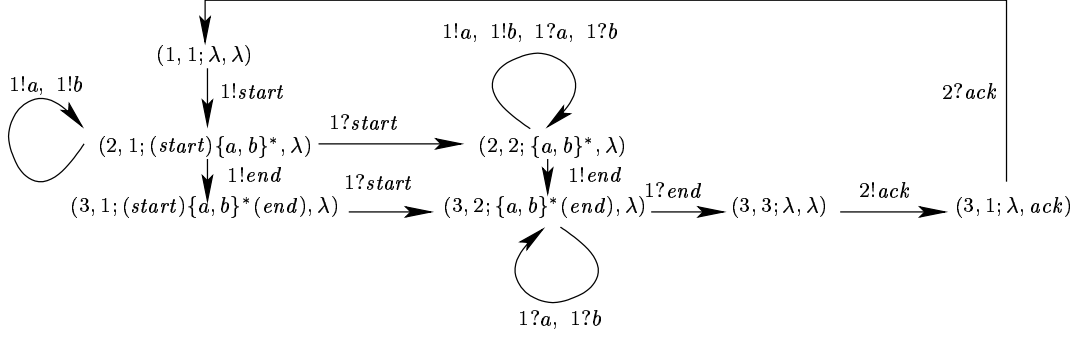 1!a, 1!b, 1?a, 1?b
(1, 1; λ, λ)
1!a, 1!b
1!start
2?ack
1?start
(2, 1; (start){a, b}*, λ)
(2, 2; {a, b}*, λ)
1!end
1?start
1!end
1?end
2!ack
(3, 1; (start){a, b}*(end), λ)
(3, 2; {a, b}*(end), λ)
(3, 3; λ, λ)
(3, 1; λ, ack)
1?a, 1?b